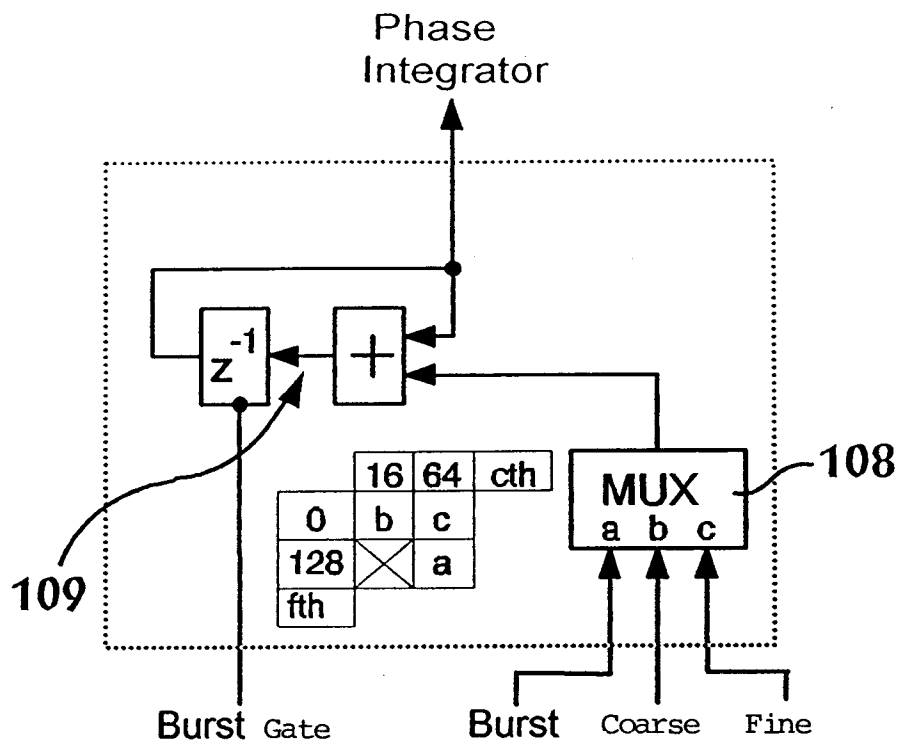 Phase
Integrator
z-1
+
16 64 cth
0 b c
128 a
fth
MUX
a b c
108
109
Burst Gate
Burst Coarse Fine